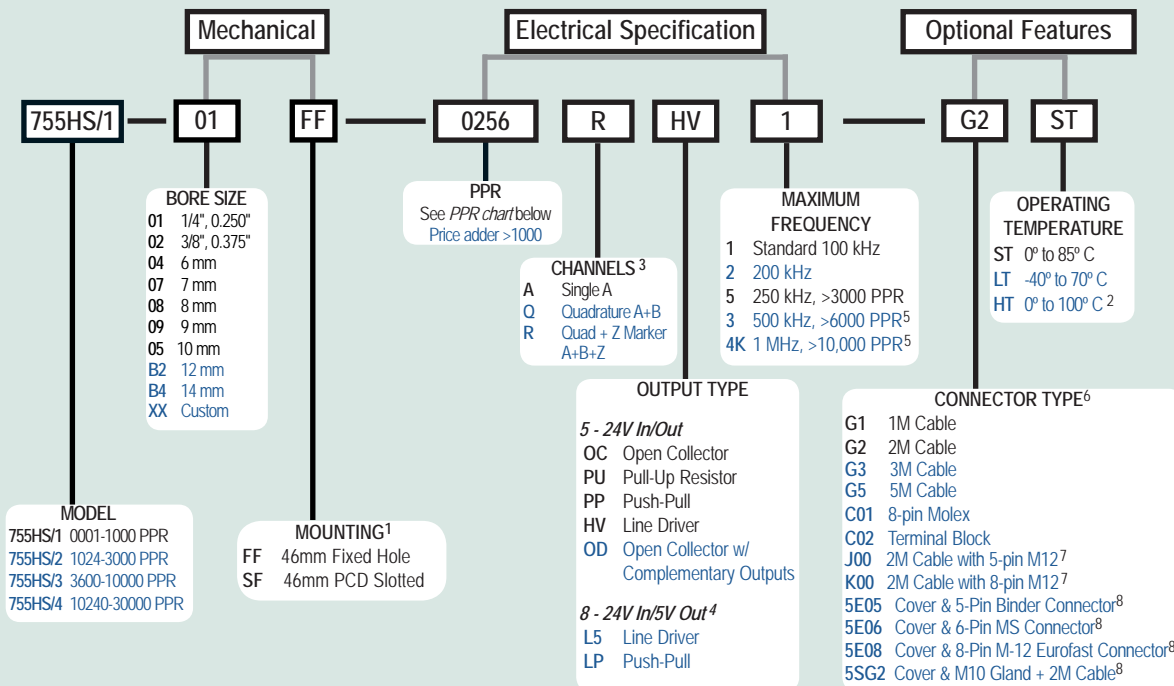 Mechanical
Electrical Specification
Optional Features
755HS/1
01
FF
0256
R
HV
1
G2
ST
BORE SIZE
01 1/4", 0.250"
02 3/8", 0.375"
04 6 mm
07 7 mm
08 8 mm
09 9 mm
05 10 mm
B2 12 mm
B4 14 mm
XX Custom
PPR
See PPR chart below
Price adder >1000
MAXIMUM
FREQUENCY
1 Standard 100 kHz
2 200 kHz
5 250 kHz, >3000 PPR
3 500 kHz, >6000 PPR5
4K 1 MHz, >10,000 PPR5
OPERATING
TEMPERATURE
ST 0º to 85º C
LT -40º to 70º C
HT 0º to 100º C 2
CHANNELS 3
A Single A
Q Quadrature A+B
R Quad + Z Marker
A+B+Z
OUTPUT TYPE
5 - 24V In/Out
OC Open Collector
PU Pull-Up Resistor
PP Push-Pull
HV Line Driver
OD Open Collector w/
Complementary Outputs
8 - 24V In/5V Out4
L5 Line Driver
LP Push-Pull
CONNECTOR TYPE6
G1 1M Cable
G2 2M Cable
G3 3M Cable
G5 5M Cable
C01 8-pin Molex
C02 Terminal Block
J00 2M Cable with 5-pin M127
K00 2M Cable with 8-pin M127
5E05 Cover & 5-Pin Binder Connector8
5E06 Cover & 6-Pin MS Connector8
5E08 Cover & 8-Pin M-12 Eurofast Connector8
5SG2 Cover & M10 Gland + 2M Cable8
MODEL
755HS/1 0001-1000 PPR
755HS/2 1024-3000 PPR
755HS/3 3600-10000 PPR
755HS/4 10240-30000 PPR
MOUNTING1
FF 46mm Fixed Hole
SF 46mm PCD Slotted